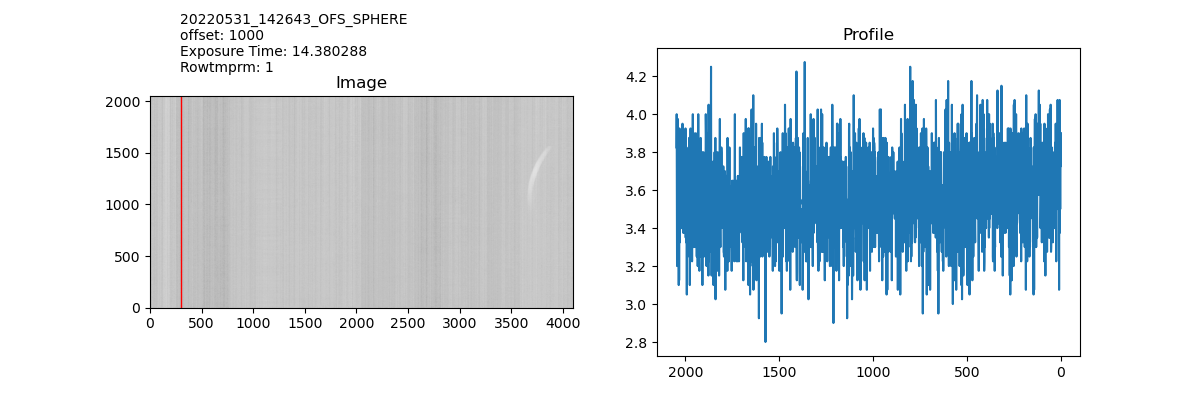 20220531_142643_OFS_SPHERE
offset: 1000
Exposure Time: 14.380288
Rowtmprm: 1
Image
2000
1500
1000
500
0
0 500 1000 1500 2000 2500 3000 3500 4000
Profile
4.2
4.0
3.8
3.6
3.4
3.2
3.0
2.8
2000 1500 1000 500 0